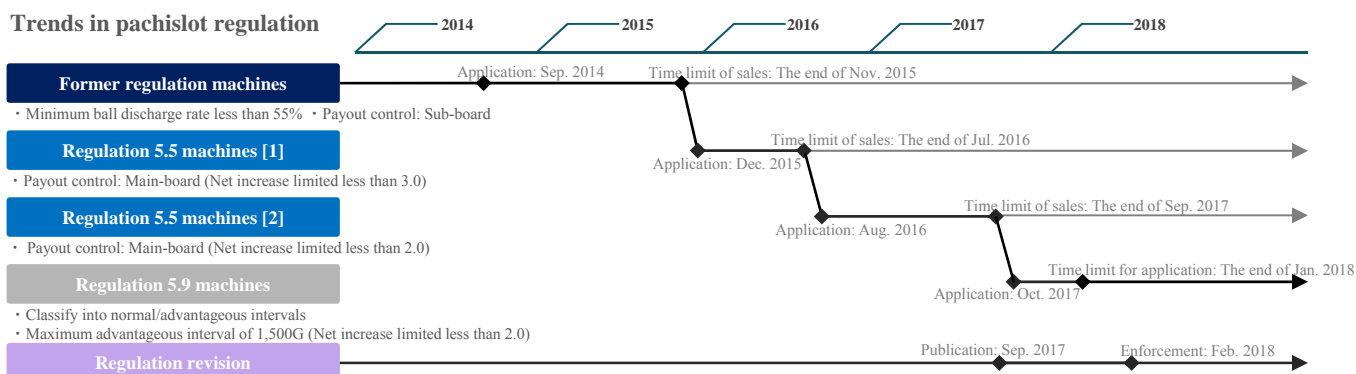 Trends in pachislot regulation
2014 2015 2016 2017 2018
Former regulation machines
Application: Sep. 2014 Time limit of sales: The end of Nov. 2015
・Minimum ball discharge rate less than 55% ・Payout control: Sub-board
Regulation 5.5 machines [1]
Time limit of sales: The end of Jul. 2016
Application: Dec. 2015
・Payout control: Main-board (Net increase limited less than 3.0)
Regulation 5.5 machines [2]
Time limit of sales: The end of Sep. 2017
Application: Aug. 2016
・ Payout control: Main-board (Net increase limited less than 2.0)
Regulation 5.9 machines
Time limit for application: The end of Jan. 2018
Application: Oct. 2017
・Classify into normal/advantageous intervals
・Maximum advantageous interval of 1,500G (Net increase limited less than 2.0)
Regulation revision
Publication: Sep. 2017 Enforcement: Feb. 2018